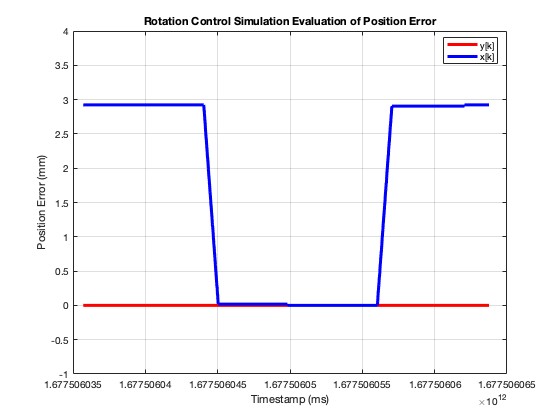 Rotation Control Simulation Evaluation of Position Error
4
y[k]
x[k]
3.5
3
2.5
2
1.5
1
0.5
0
-0.5
-1
Position Error (mm)
1.677506035 1.67750604 1.677506045 1.67750605 1.677506055 1.67750606 1.677506065
Timestamp (ms)
×10^12